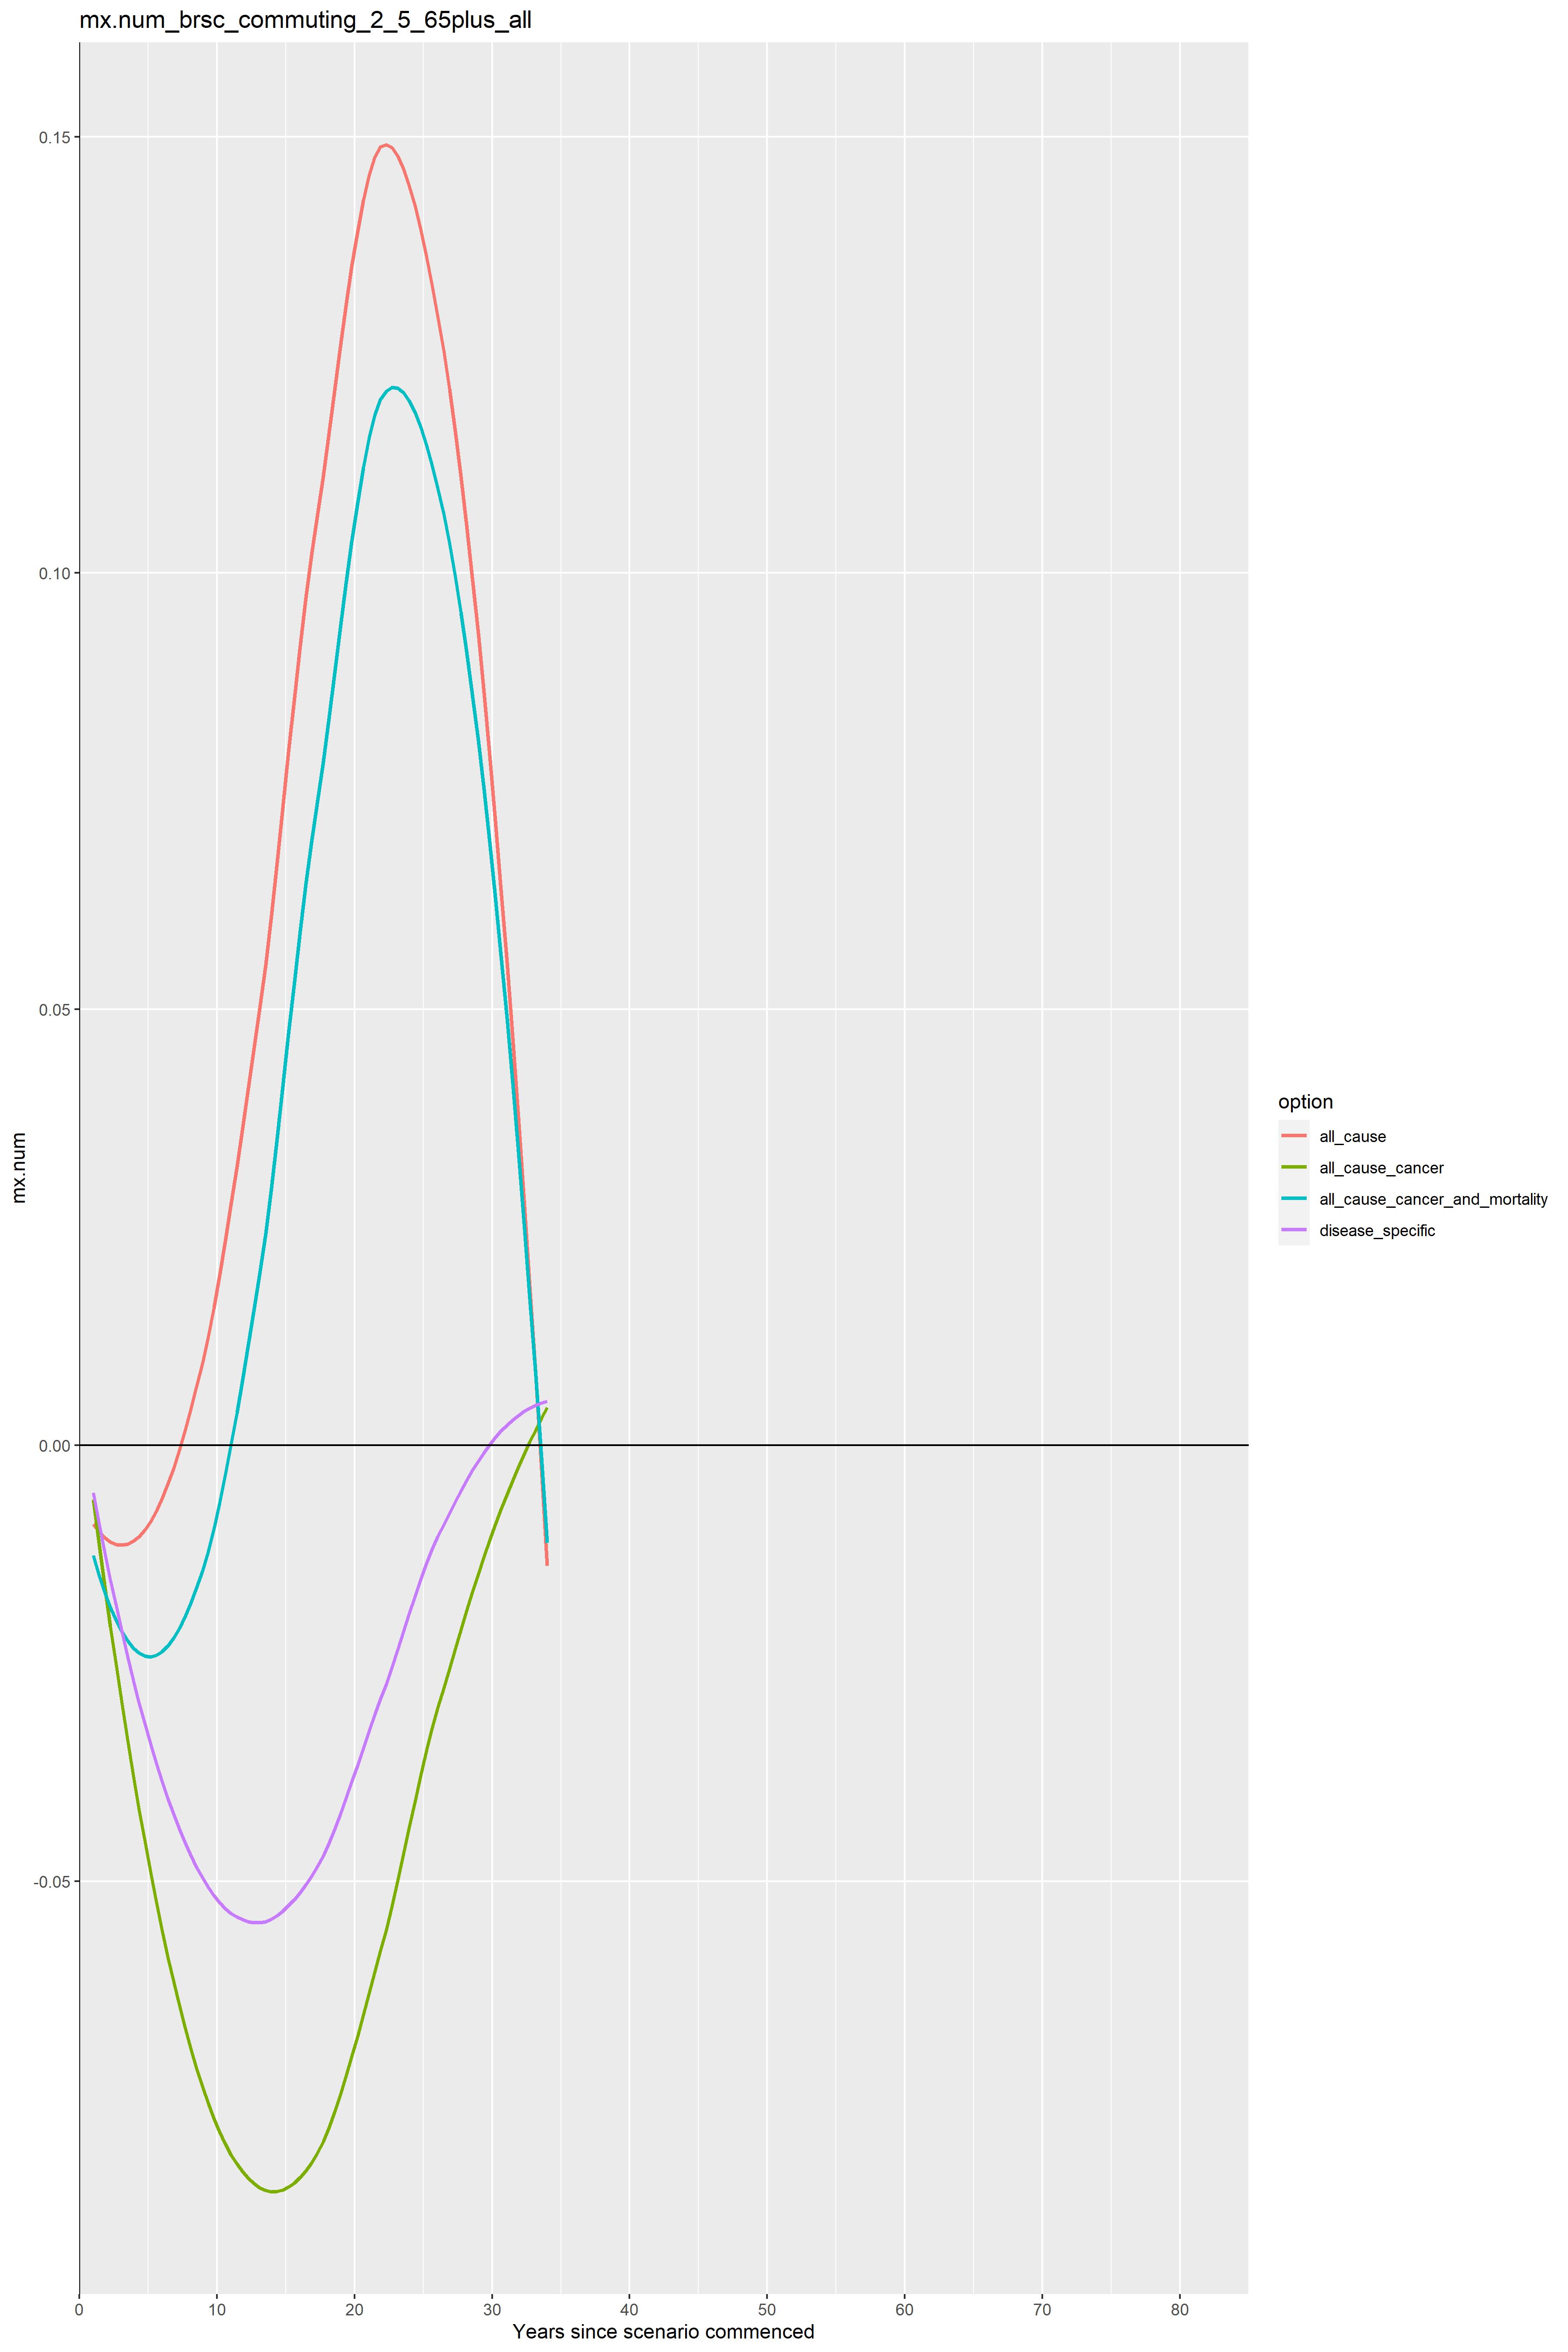 mx.num_brsc_commuting_2_5_65plus_all
0.15
0.10
0.05
0.00
-0.05
mx.num
0 10 20 30 40 50 60 70 80
Years since scenario commenced
option
all_cause
all_cause_cancer
all_cause_cancer_and_mortality
disease_specific